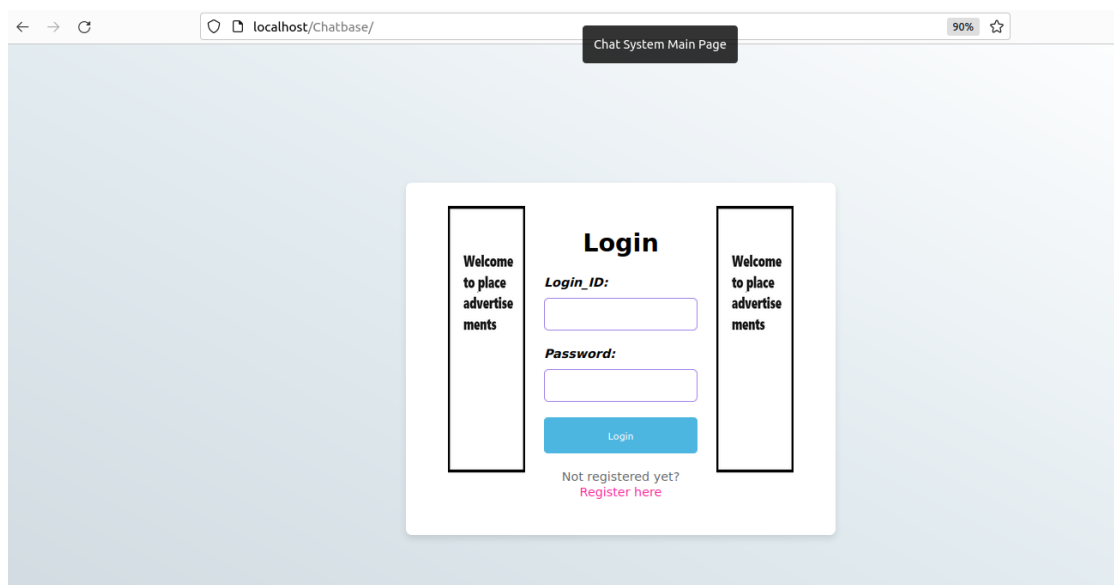 localhost/Chatbase/
90%
Chat System Main Page
Welcome
to place
advertise
ments
Login
Login_ID:
Password:
Login
Not registered yet?
Register here
Welcome
to place
advertise
ments